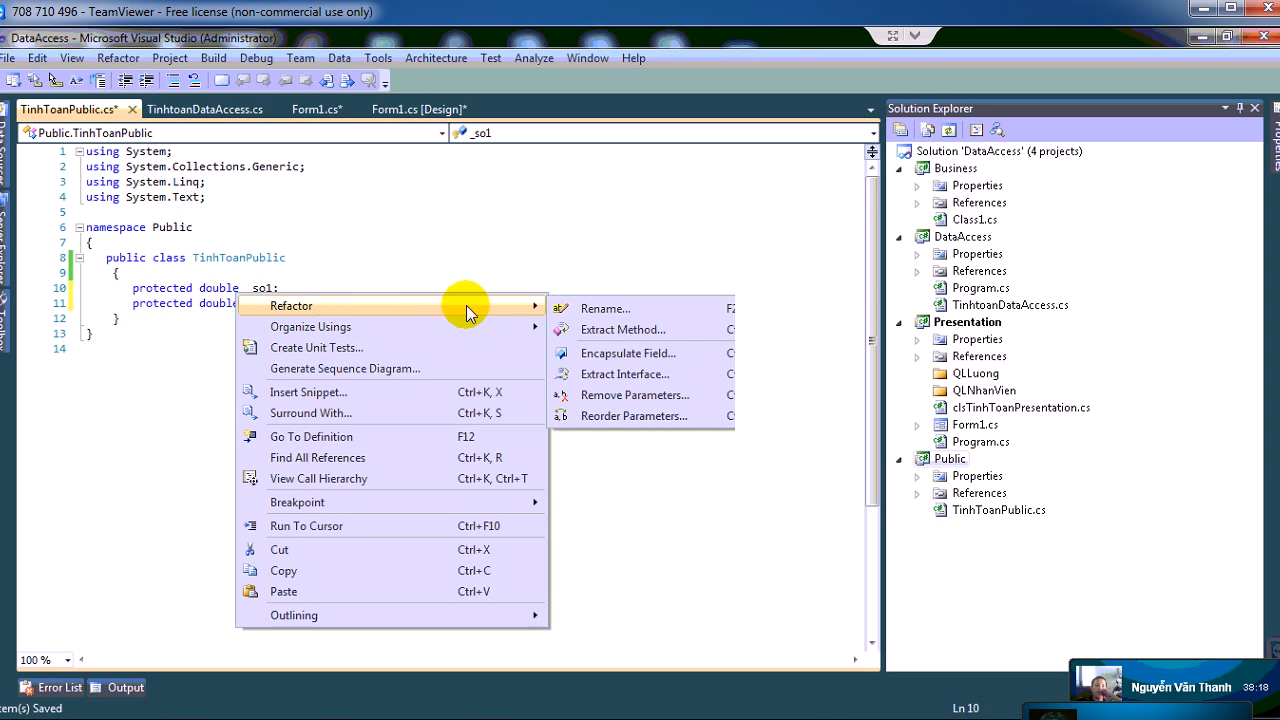 708 710 496 - TeamViewer - Free license (non-commercial use only)
DataAccess - Microsoft Visual Studio (Administrator)
File Edit View Refactor Project Build Debug Team Data Tools Architecture Test Analyze Window Help
TinhToanPublic.cs* TinhtoanDataAccess.cs Form1.cs* Form1.cs [Design]*
Public.TinhToanPublic _so1
1 using System;
2 using System.Collections.Generic;
3 using System.Linq;
4 using System.Text;
5
6 namespace Public
7 {
8 public class TinhToanPublic
9 {
10 protected double _so1;
11 protected double
12 }
13 }
14
Refactor
Organize Usings
Create Unit Tests...
Generate Sequence Diagram...
Insert Snippet... Ctrl+K, X
Surround With... Ctrl+K, S
Go To Definition F12
Find All References Ctrl+K, R
View Call Hierarchy Ctrl+K, Ctrl+T
Breakpoint
Run To Cursor Ctrl+F10
Cut Ctrl+X
Copy Ctrl+C
Paste Ctrl+V
Outlining
Rename...
Extract Method...
Encapsulate Field...
Extract Interface...
Remove Parameters...
Reorder Parameters...
Solution Explorer
Solution 'DataAccess' (4 projects)
Business
Properties
References
Class1.cs
DataAccess
Properties
References
Program.cs
TinhtoanDataAccess.cs
Presentation
Properties
References
QLLuong
QLNhanVien
clsTinhToanPresentation.cs
Form1.cs
Program.cs
Public
Properties
References
TinhToanPublic.cs
Data Sources
Server Explorer
100 %
Error List Output
Nguyễn Văn Thanh 38:18
Item(s) Saved Ln 10